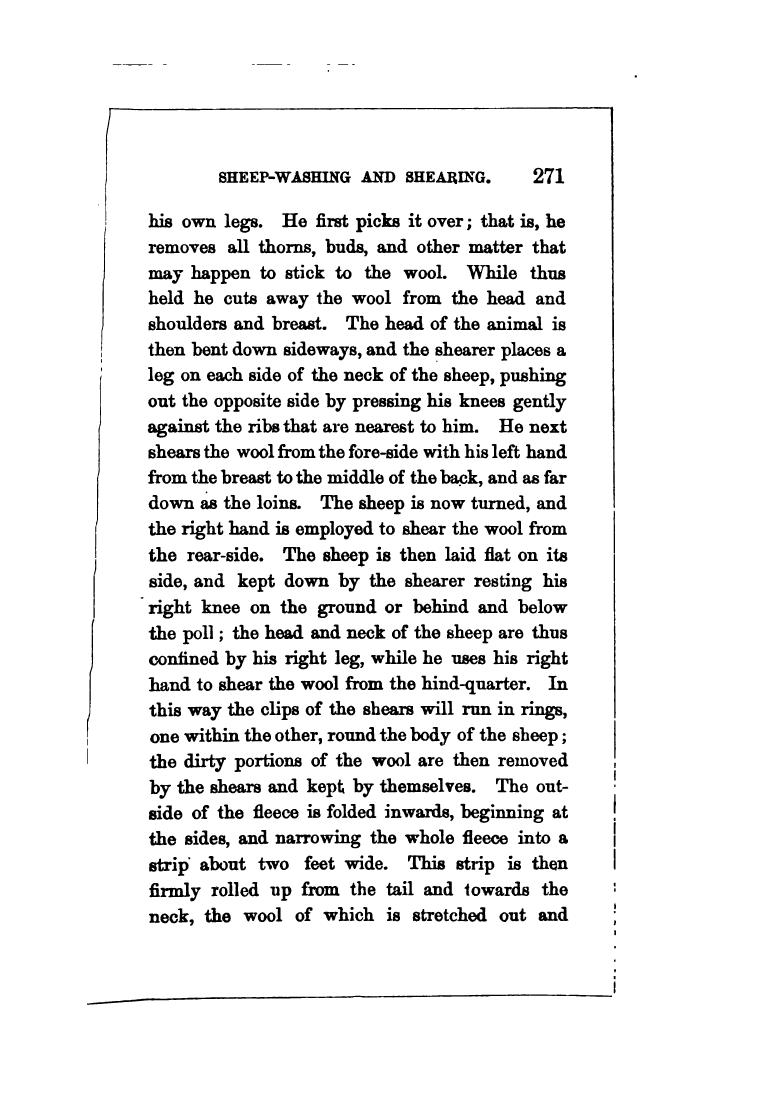 SHEEP-WASHING AND SHEARING. 271
his own legs. He first picks it over; that is, he
removes all thorns, buds, and other matter that
may happen to stick to the wool. While thus
held he cuts away the wool from the head and
shoulders and breast. The head of the animal is
then bent down sideways, and the shearer places a
leg on each side of the neck of the sheep, pushing
out the opposite side by pressing his knees gently
against the ribs that are nearest to him. He next
shears the wool from the fore-side with his left hand
from the breast to the middle of the back, and as far
down as the loins. The sheep is now turned, and
the right hand is employed to shear the wool from
the rear-side. The sheep is then laid flat on its
side, and kept down by the shearer resting his
right knee on the ground or behind and below
the poll; the head and neck of the sheep are thus
confined by his right leg, while he uses his right
hand to shear the wool from the hind-quarter. In
this way the clips of the shears will run in rings,
one within the other, round the body of the sheep;
the dirty portions of the wool are then removed
by the shears and kept by themselves. The out-
side of the fleece is folded inwards, beginning at
the sides, and narrowing the whole fleece into a
strip about two feet wide. This strip is then
firmly rolled up from the tail and towards the
neck, the wool of which is stretched out and